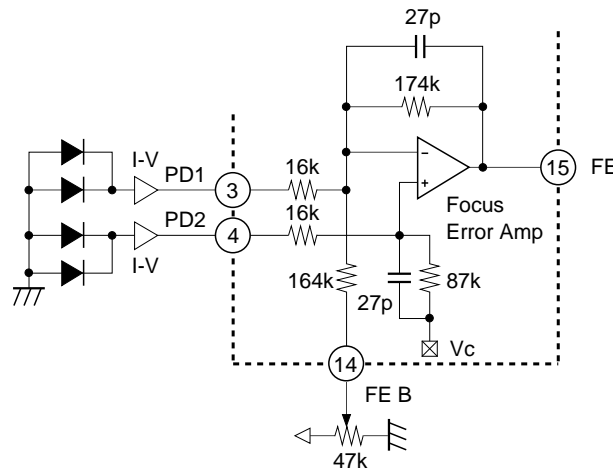 27p
174k
I-V
PD1
3
16k
−
15
FE
+
Focus
Error Amp
PD2
4
16k
I-V
164k
27p
87k
Vc
14
FE B
47k